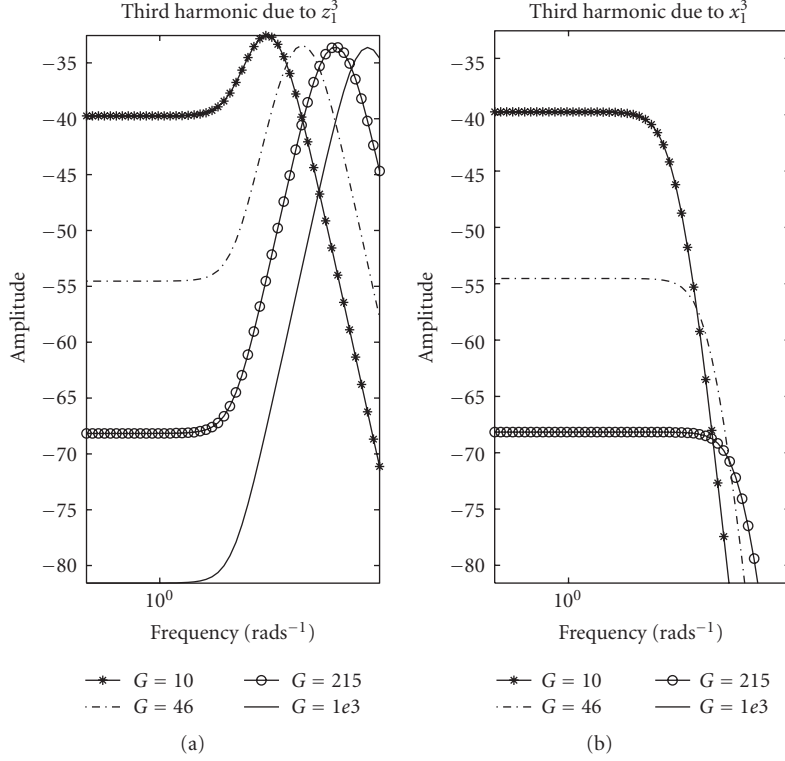 Third harmonic due to z₁³
−35
−40
−45
−50
−55
−60
−65
−70
−75
−80
Amplitude
10⁰
Frequency (rads⁻¹)
G = 10
G = 46
G = 215
G = 1e3
(a)
Third harmonic due to x₁³
−35
−40
−45
−50
−55
−60
−65
−70
−75
−80
Amplitude
10⁰
Frequency (rads⁻¹)
G = 10
G = 46
G = 215
G = 1e3
(b)